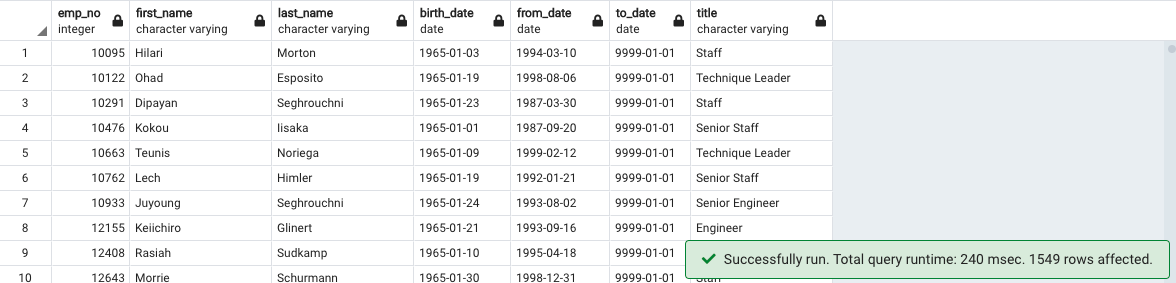 emp_no first_name last_name birth_date from_date to_date title
integer character varying character varying date date date character varying
1 10095 Hilari Morton 1965-01-03 1994-03-10 9999-01-01 Staff
2 10122 Ohad Esposito 1965-01-19 1998-08-06 9999-01-01 Technique Leader
3 10291 Dipayan Seghrouchni 1965-01-23 1987-03-30 9999-01-01 Staff
4 10476 Kokou Iisaka 1965-01-01 1987-09-20 9999-01-01 Senior Staff
5 10663 Teunis Noriega 1965-01-09 1999-02-12 9999-01-01 Technique Leader
6 10762 Lech Himler 1965-01-19 1992-01-21 9999-01-01 Senior Staff
7 10933 Juyoung Seghrouchni 1965-01-24 1993-08-02 9999-01-01 Senior Engineer
8 12155 Keiichiro Glinert 1965-01-21 1993-09-16 9999-01-01 Engineer
9 12408 Rasiah Sudkamp 1965-01-10 1995-04-18 9999-01-01
Successfully run. Total query runtime: 240 msec. 1549 rows affected.
10 12643 Morrie Schurmann 1965-01-30 1998-12-31 9999-01-01 Staff